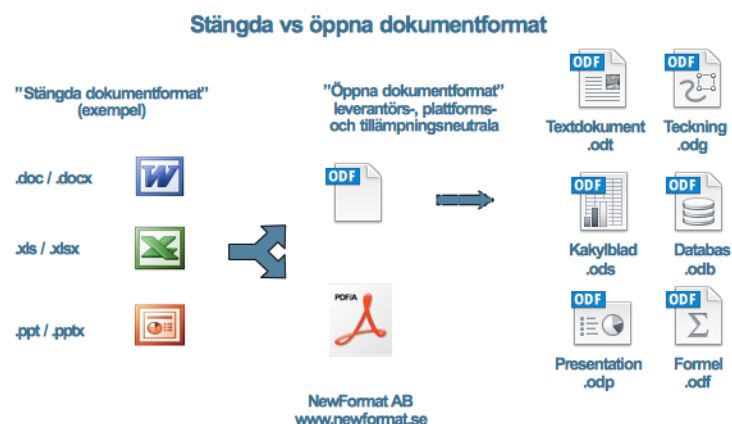 Stängda vs öppna dokumentformat
"Stängda dokumentformat"
(exempel)
.doc / .docx
W
.xls / .xlsx
X
.ppt / .pptx
"Öppna dokumentformat"
leverantörs-, plattforms-
och tillämpningsneutrala
ODF
PDF/A
NewFormat AB
www.newformat.se
ODF
Textdokument
.odt
ODF
Teckning
.odg
ODF
Kakylblad
.ods
ODF
Databas
.odb
ODF
Presentation
.odp
ODF
Σ
Formel
.odf